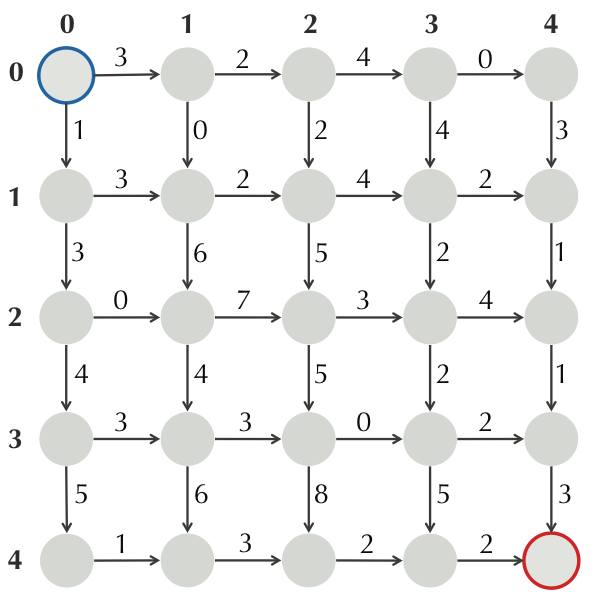 0 1 2 3 4
0 3 2 4 0
1 0 2 4 3
1 3 2 4 2
3 6 5 2 1
2 0 7 3 4
4 4 5 2 1
3 3 3 0 2
5 6 8 5 3
4 1 3 2 2